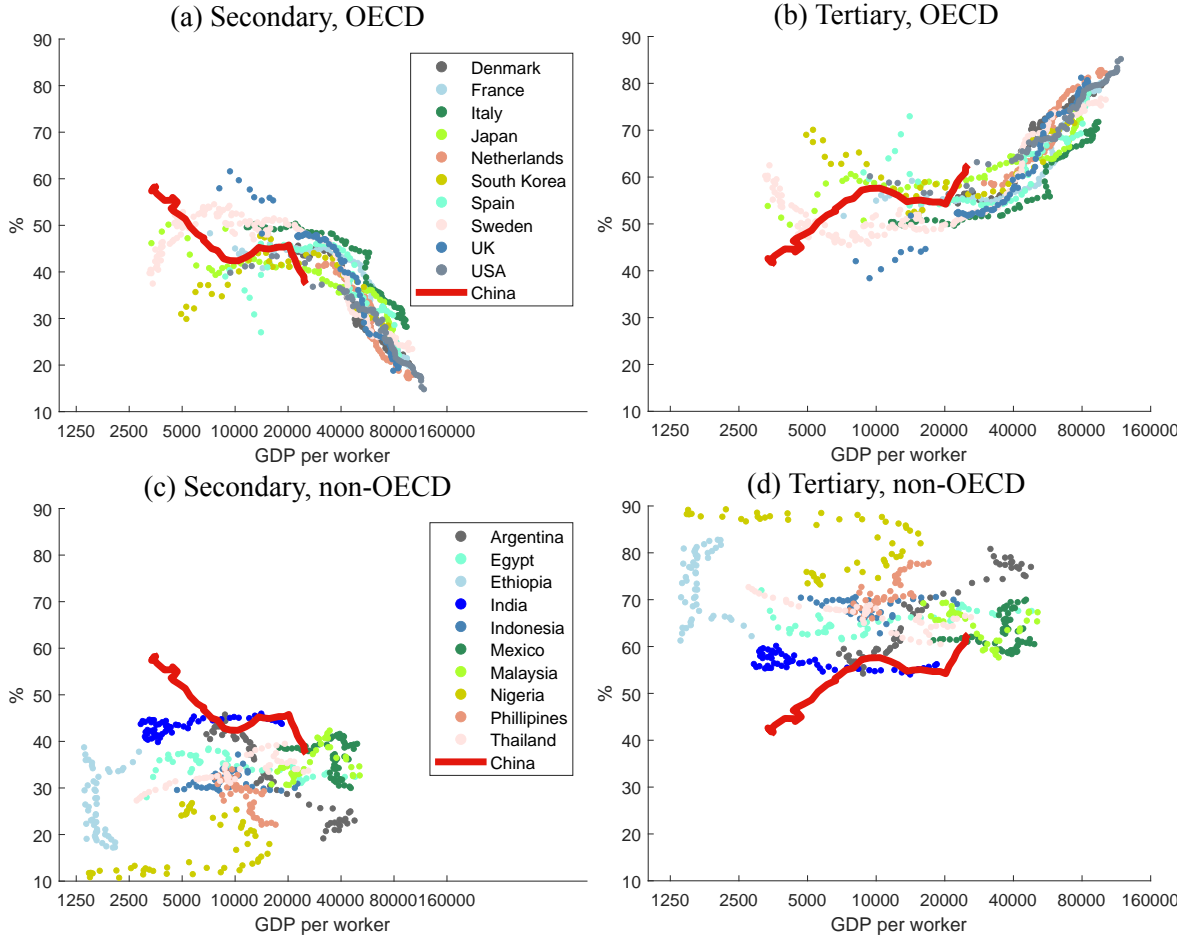 (a) Secondary, OECD
90
80
70
60
50
40
30
20
10
%
1250 2500 5000 10000 20000 40000 80000 160000
GDP per worker
Denmark
France
Italy
Japan
Netherlands
South Korea
Spain
Sweden
UK
USA
China
(b) Tertiary, OECD
90
80
70
60
50
40
30
20
10
%
1250 2500 5000 10000 20000 40000 80000 160000
GDP per worker
(c) Secondary, non-OECD
90
80
70
60
50
40
30
20
10
%
1250 2500 5000 10000 20000 40000 80000 160000
GDP per worker
Argentina
Egypt
Ethiopia
India
Indonesia
Mexico
Malaysia
Nigeria
Phillipines
Thailand
China
(d) Tertiary, non-OECD
90
80
70
60
50
40
30
20
10
%
1250 2500 5000 10000 20000 40000 80000 160000
GDP per worker